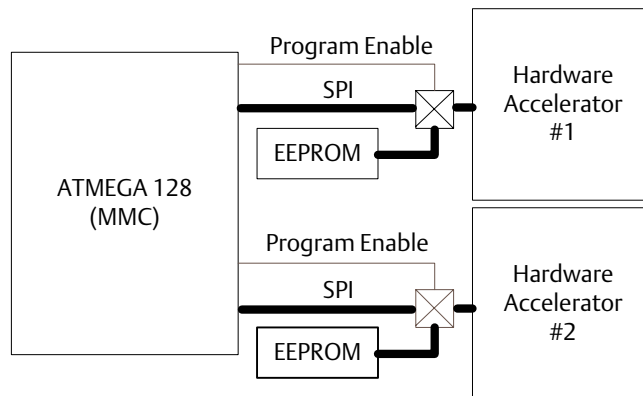 Program Enable
SPI
EEPROM
Hardware
Accelerator
#1
ATMEGA 128
(MMC)
Program Enable
SPI
EEPROM
Hardware
Accelerator
#2